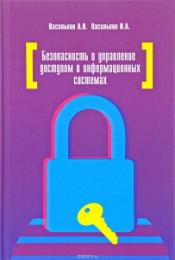 Васильков А.В. Васильков И.А.
Безопасность и управление
доступом в информационных
системах